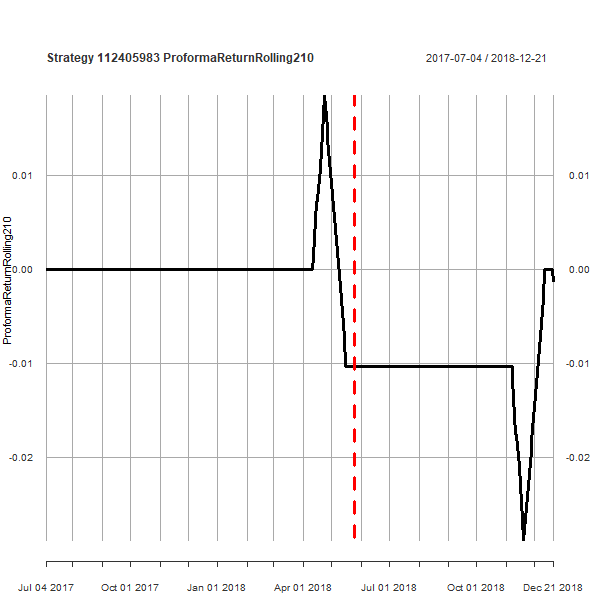 Strategy 112405983 ProformaReturnRolling210
2017-07-04 / 2018-12-21
ProformaReturnRolling210
0.01
0.00
-0.01
-0.02
0.01
0.00
-0.01
-0.02
Jul 04 2017
Oct 01 2017
Jan 01 2018
Apr 01 2018
Jul 01 2018
Oct 01 2018
Dec 21 2018